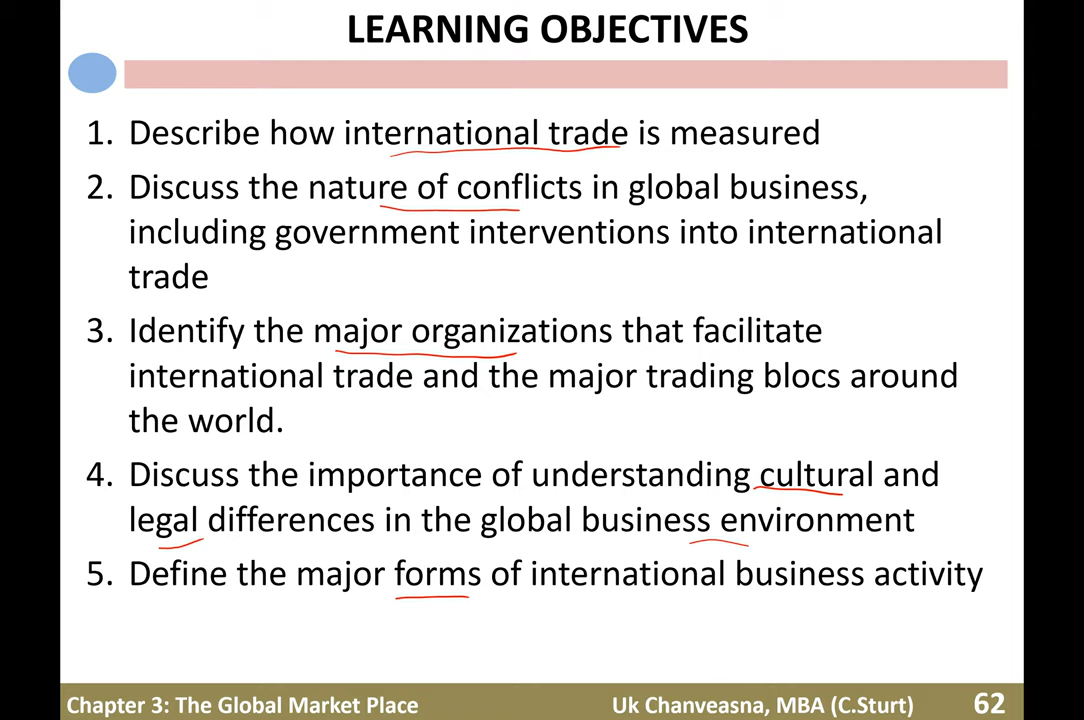 LEARNING OBJECTIVES
1. Describe how international trade is measured
2. Discuss the nature of conflicts in global business,
including government interventions into international
trade
3. Identify the major organizations that facilitate
international trade and the major trading blocs around
the world.
4. Discuss the importance of understanding cultural and
legal differences in the global business environment
5. Define the major forms of international business activity
Chapter 3: The Global Market Place Uk Chanveasna, MBA (C.Sturt) 62